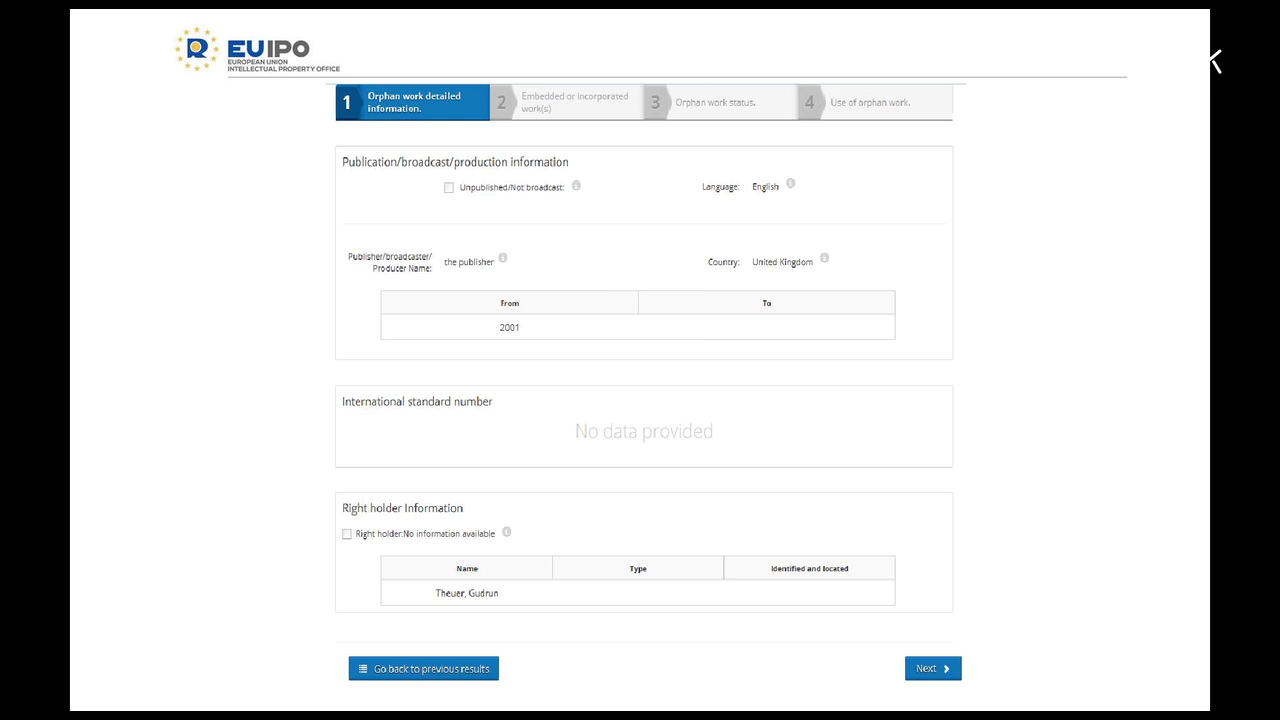 EUIPO
EUROPEAN UNION
INTELLECTUAL PROPERTY OFFICE
1 Orphan work detailed information.
2 Embedded or incorporated work(s)
3 Orphan work status.
4 Use of orphan work.
Publication/broadcast/production information
Unpublished/Not broadcast:
Language: English
Publisher/broadcaster/
Producer Name: the publisher
Country: United Kingdom
From To
2001
International standard number
No data provided
Right holder Information
Right holder:No information available
Name Type Identified and located
Theuer, Gudrun
Go back to previous results
Next